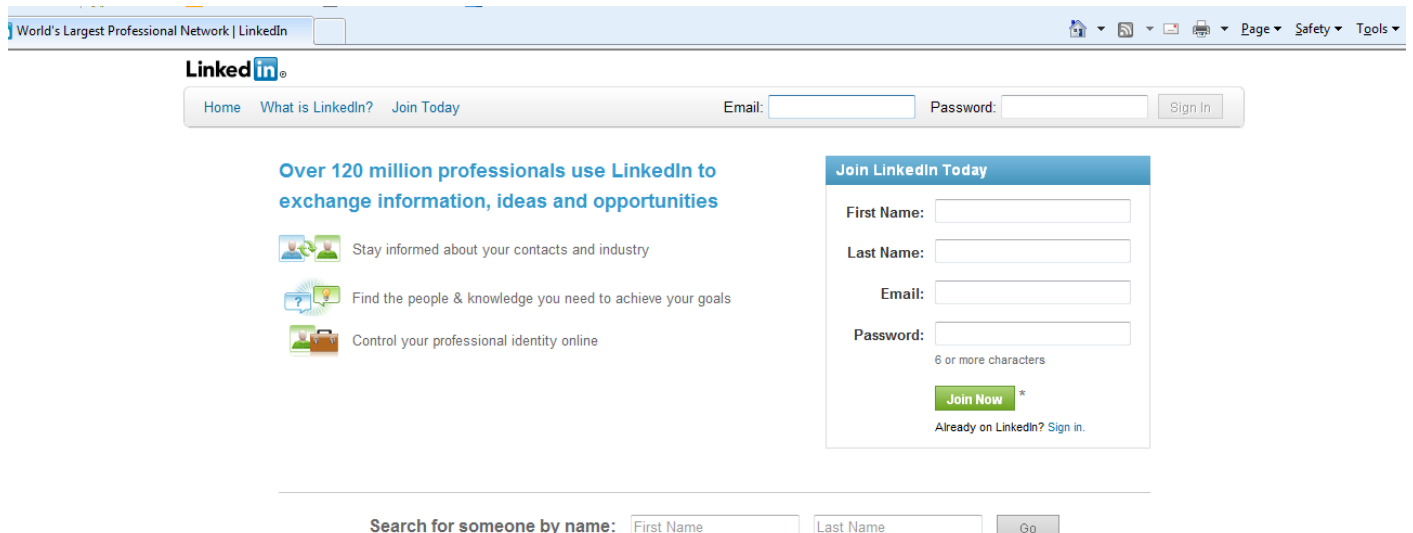 World's Largest Professional Network | LinkedIn
Page Safety Tools
Linked in ®
Home What is LinkedIn? Join Today Email: Password: Sign In
Over 120 million professionals use LinkedIn to
exchange information, ideas and opportunities
Stay informed about your contacts and industry
Find the people & knowledge you need to achieve your goals
Control your professional identity online
Join LinkedIn Today
First Name:
Last Name:
Email:
Password:
6 or more characters
Join Now *
Already on LinkedIn? Sign in.
Search for someone by name: First Name Last Name Go